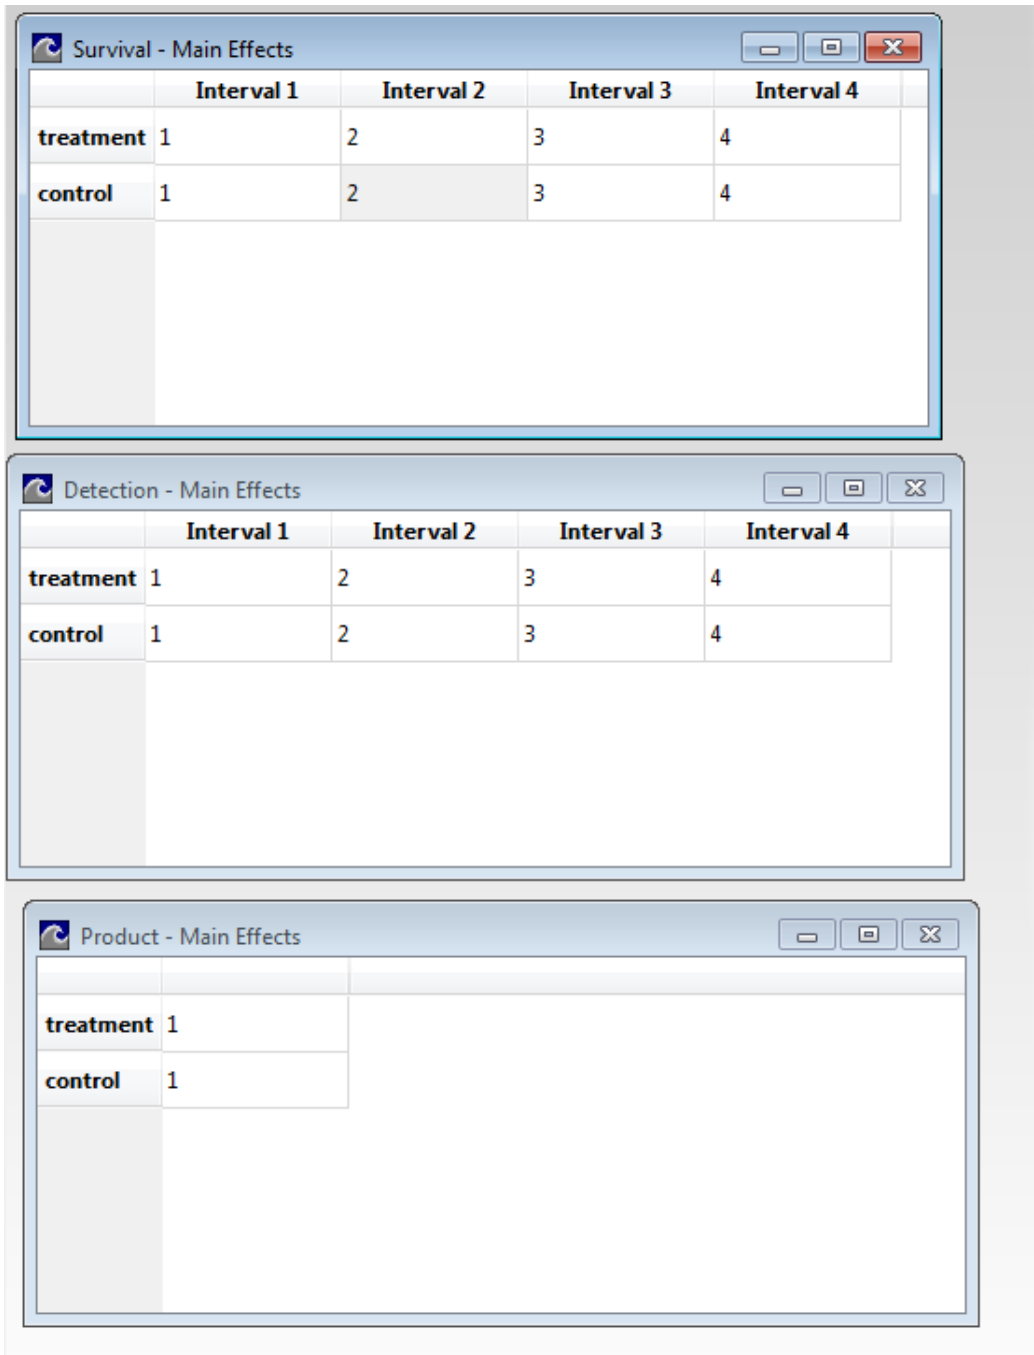 Survival - Main Effects
Interval 1 Interval 2 Interval 3 Interval 4
treatment 1 2 3 4
control 1 2 3 4
Detection - Main Effects
Interval 1 Interval 2 Interval 3 Interval 4
treatment 1 2 3 4
control 1 2 3 4
Product - Main Effects
treatment 1
control 1